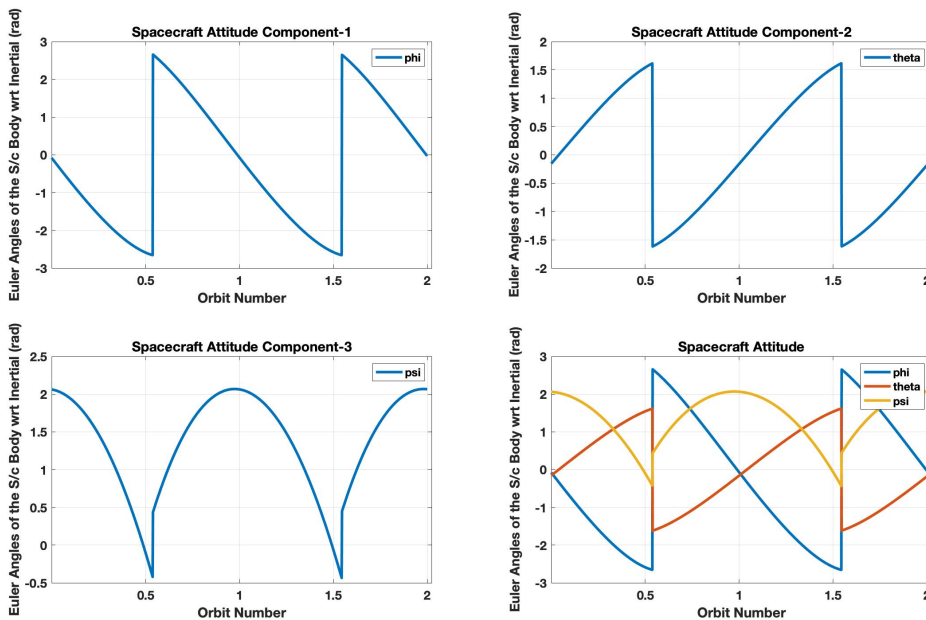 Spacecraft Attitude Component-1
Euler Angles of the S/c Body wrt Inertial (rad)
3
2
1
0
-1
-2
-3
0.5
1
1.5
2
Orbit Number
phi
Spacecraft Attitude Component-2
Euler Angles of the S/c Body wrt Inertial (rad)
2
1.5
1
0.5
0
-0.5
-1
-1.5
-2
0.5
1
1.5
2
Orbit Number
theta
Spacecraft Attitude Component-3
Euler Angles of the S/c Body wrt Inertial (rad)
2.5
2
1.5
1
0.5
0
-0.5
0.5
1
1.5
2
Orbit Number
psi
Spacecraft Attitude
Euler Angles of the S/c Body wrt Inertial (rad)
3
2
1
0
-1
-2
-3
0.5
1
1.5
2
Orbit Number
phi
theta
psi